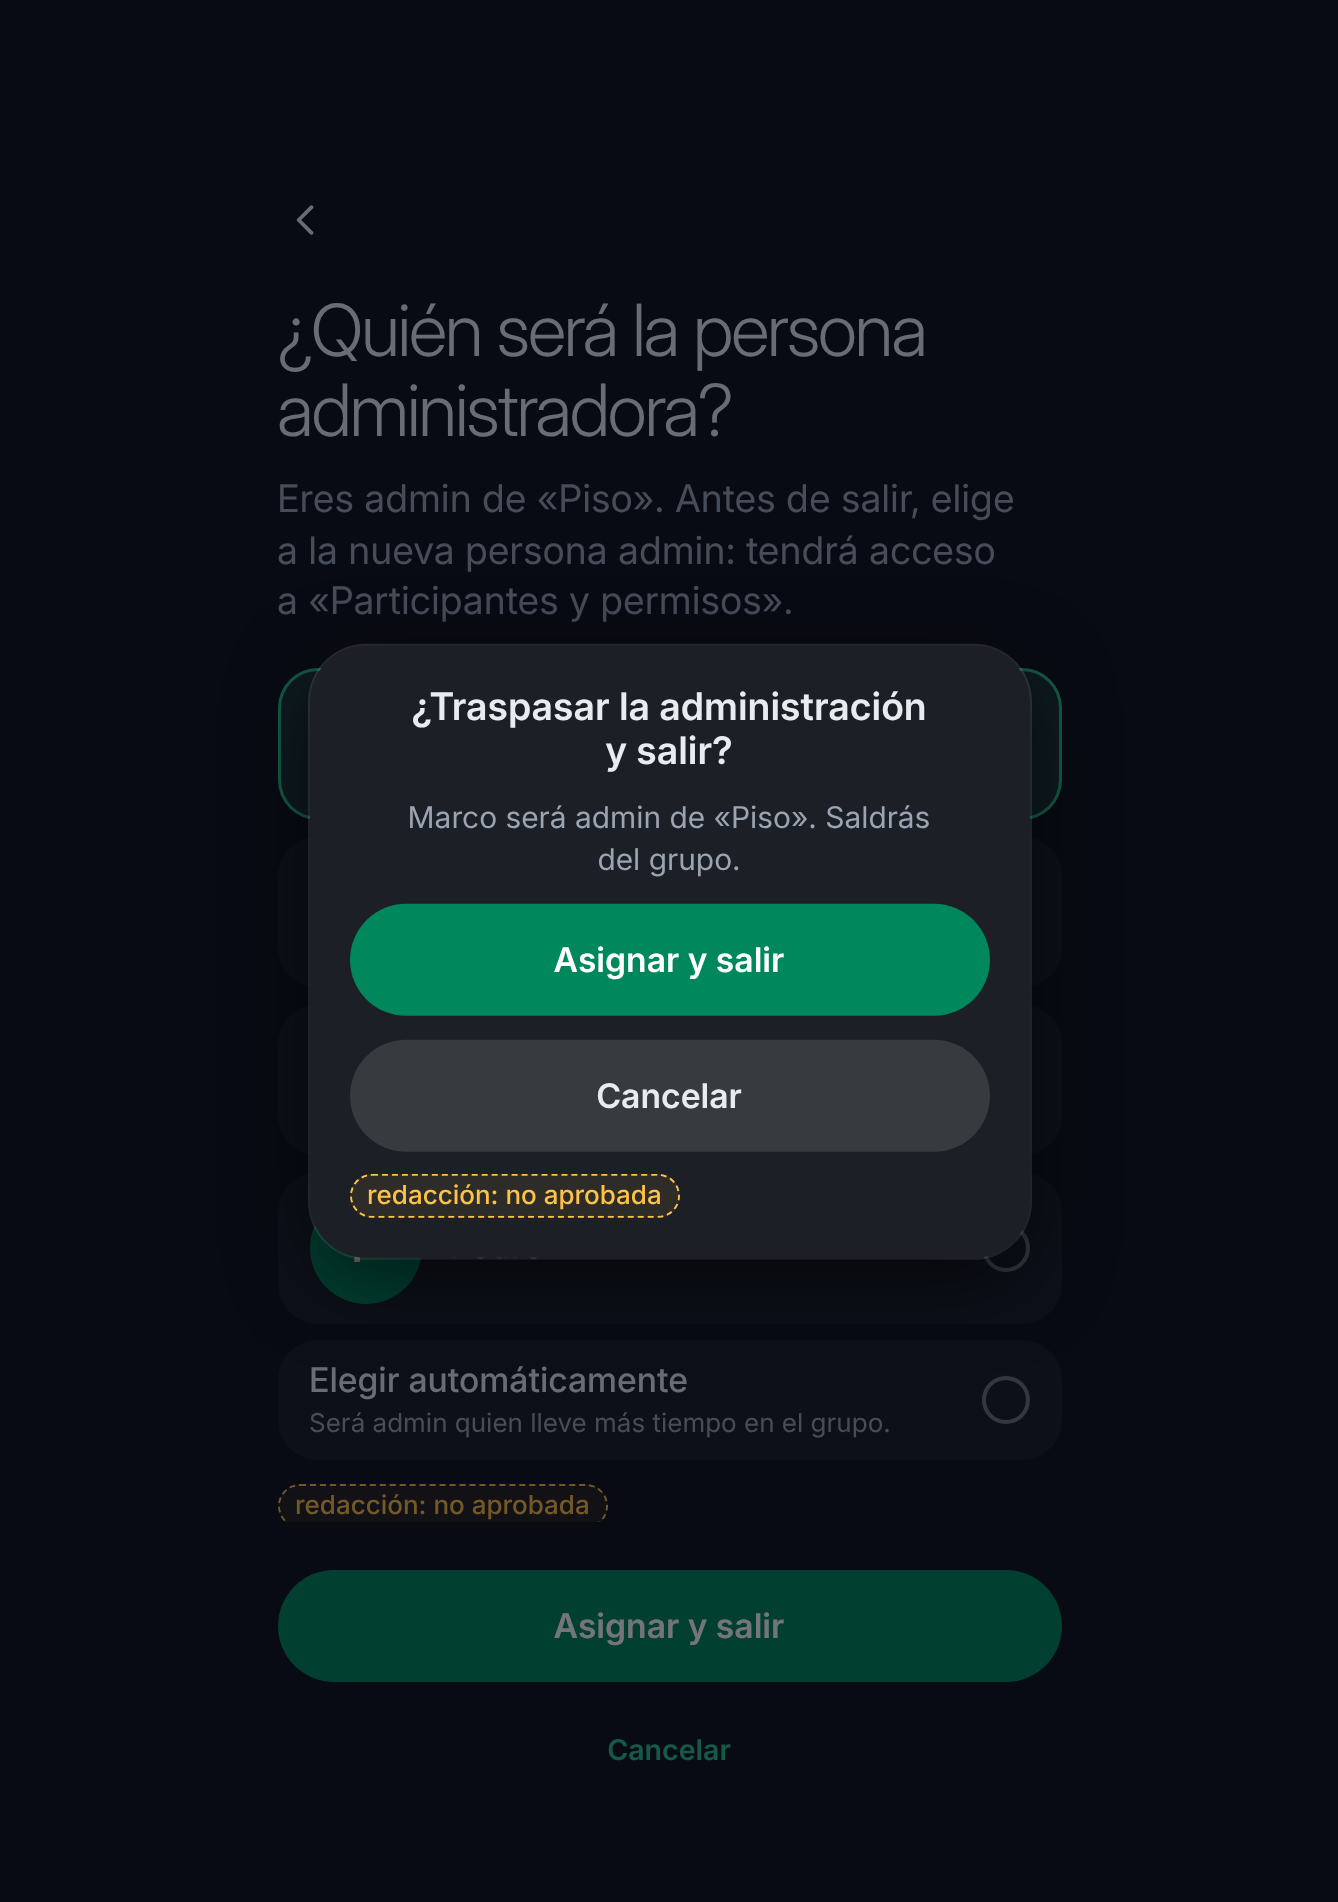 ¿Quién será la persona
administradora?
Eres admin de «Piso». Antes de salir, elige
a la nueva persona admin: tendrá acceso
a «Participantes y permisos».
¿Traspasar la administración
y salir?
Marco será admin de «Piso». Saldrás
del grupo.
Asignar y salir
Cancelar
redacción: no aprobada
Elegir automáticamente
Será admin quien lleve más tiempo en el grupo.
redacción: no aprobada
Asignar y salir
Cancelar